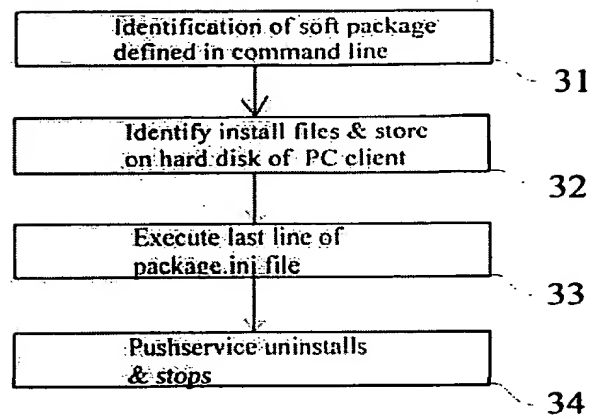 Identification of soft package
defined in command line
31
Identify install files & store
on hard disk of PC client
32
Execute last line of
package.ini file
33
Pushservice uninstalls
& stops
34